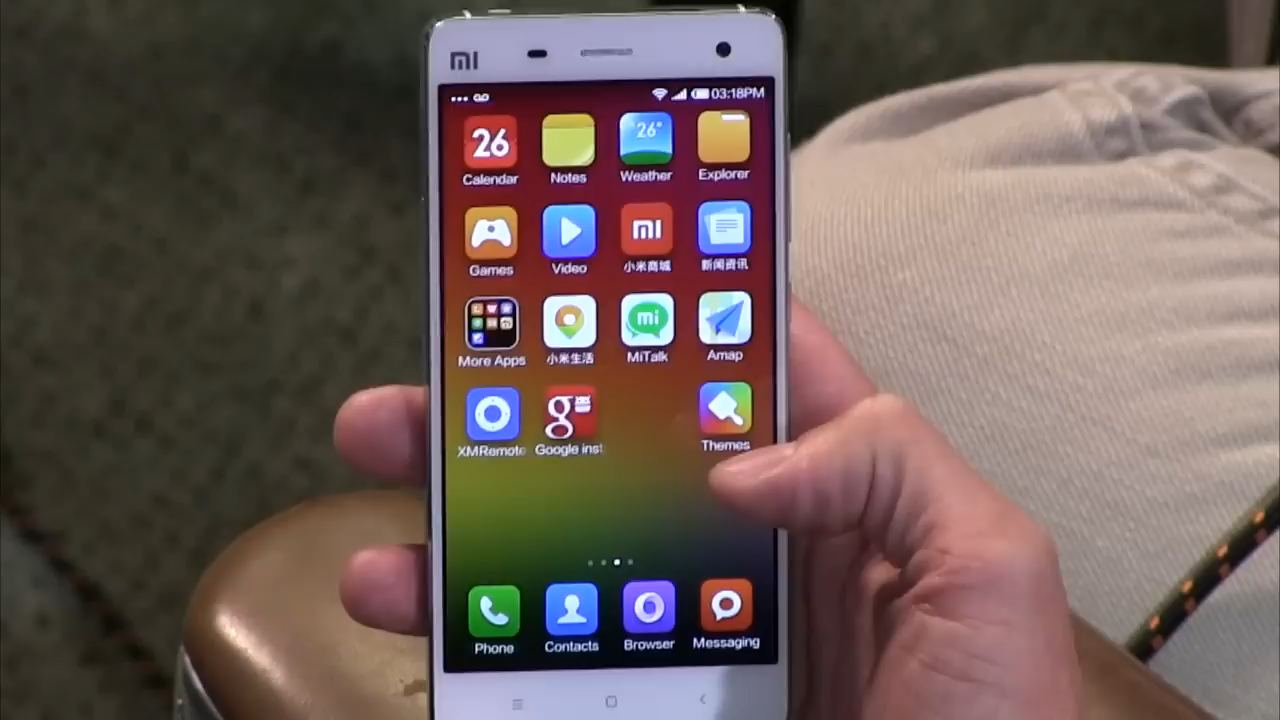 mi
03:18PM
26
26°
Calendar
Notes
Weather
Explorer
mi
Games
Video
小米商城
新闻资讯
mi
More Apps
小米生活
MiTalk
Amap
g
XMRemote
Google inst
Themes
Phone
Contacts
Browser
Messaging